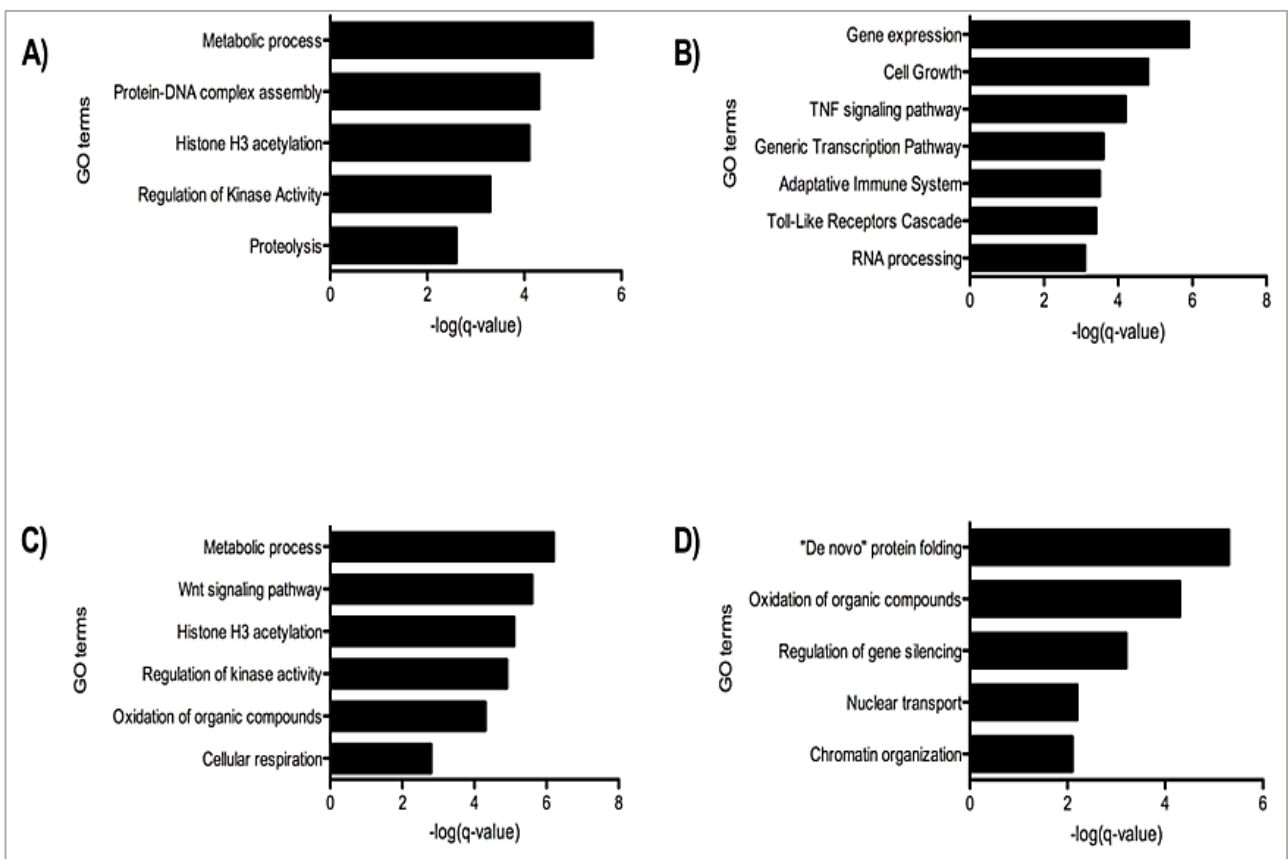 A)
GO terms
Metabolic process
Protein-DNA complex assembly
Histone H3 acetylation
Regulation of Kinase Activity
Proteolysis
0 2 4 6
-log(q-value)
B)
GO terms
Gene expression
Cell Growth
TNF signaling pathway
Generic Transcription Pathway
Adaptative Immune System
Toll-Like Receptors Cascade
RNA processing
0 2 4 6 8
-log(q-value)
C)
GO terms
Metabolic process
Wnt signaling pathway
Histone H3 acetylation
Regulation of kinase activity
Oxidation of organic compounds
Cellular respiration
0 2 4 6 8
-log(q-value)
D)
GO terms
"De novo" protein folding
Oxidation of organic compounds
Regulation of gene silencing
Nuclear transport
Chromatin organization
0 2 4 6
-log(q-value)